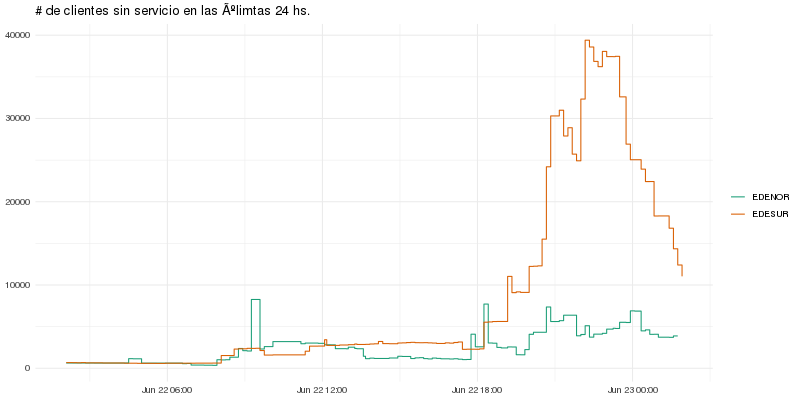 # de clientes sin servicio en las Ãºlimtas 24 hs.
40000
30000
20000
10000
0
Jun 22 06:00
Jun 22 12:00
Jun 22 18:00
Jun 23 00:00
EDENOR
EDESUR